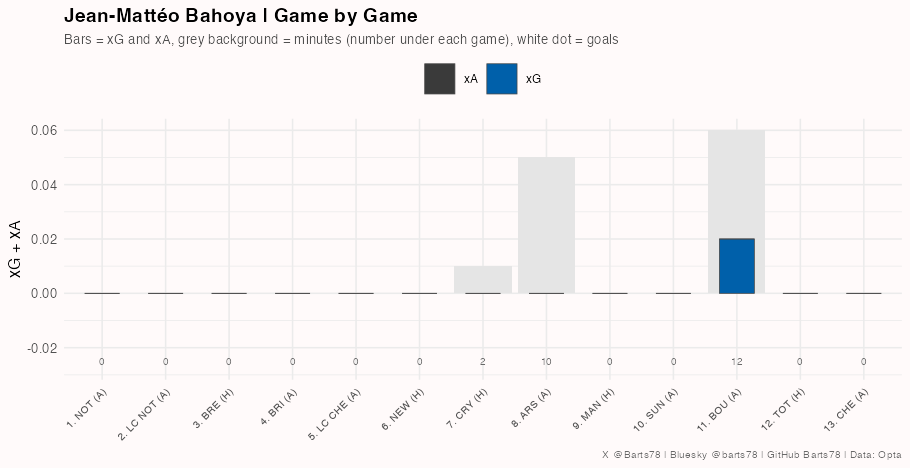 Jean-Mattéo Bahoya | Game by Game
Bars = xG and xA, grey background = minutes (number under each game), white dot = goals
xA xG
xG + xA
0.06
0.04
0.02
0.00
-0.02
0 0 0 0 0 0 2 10 0 0 12 0 0
1. NOT (A)
2. LC NOT (A)
3. BRE (H)
4. BRI (A)
5. LC CHE (A)
6. NEW (H)
7. CRY (H)
8. ARS (A)
9. MAN (H)
10. SUN (A)
11. BOU (A)
12. TOT (H)
13. CHE (A)
X @Barts78 | Bluesky @barts78 | GitHub Barts78 | Data: Opta